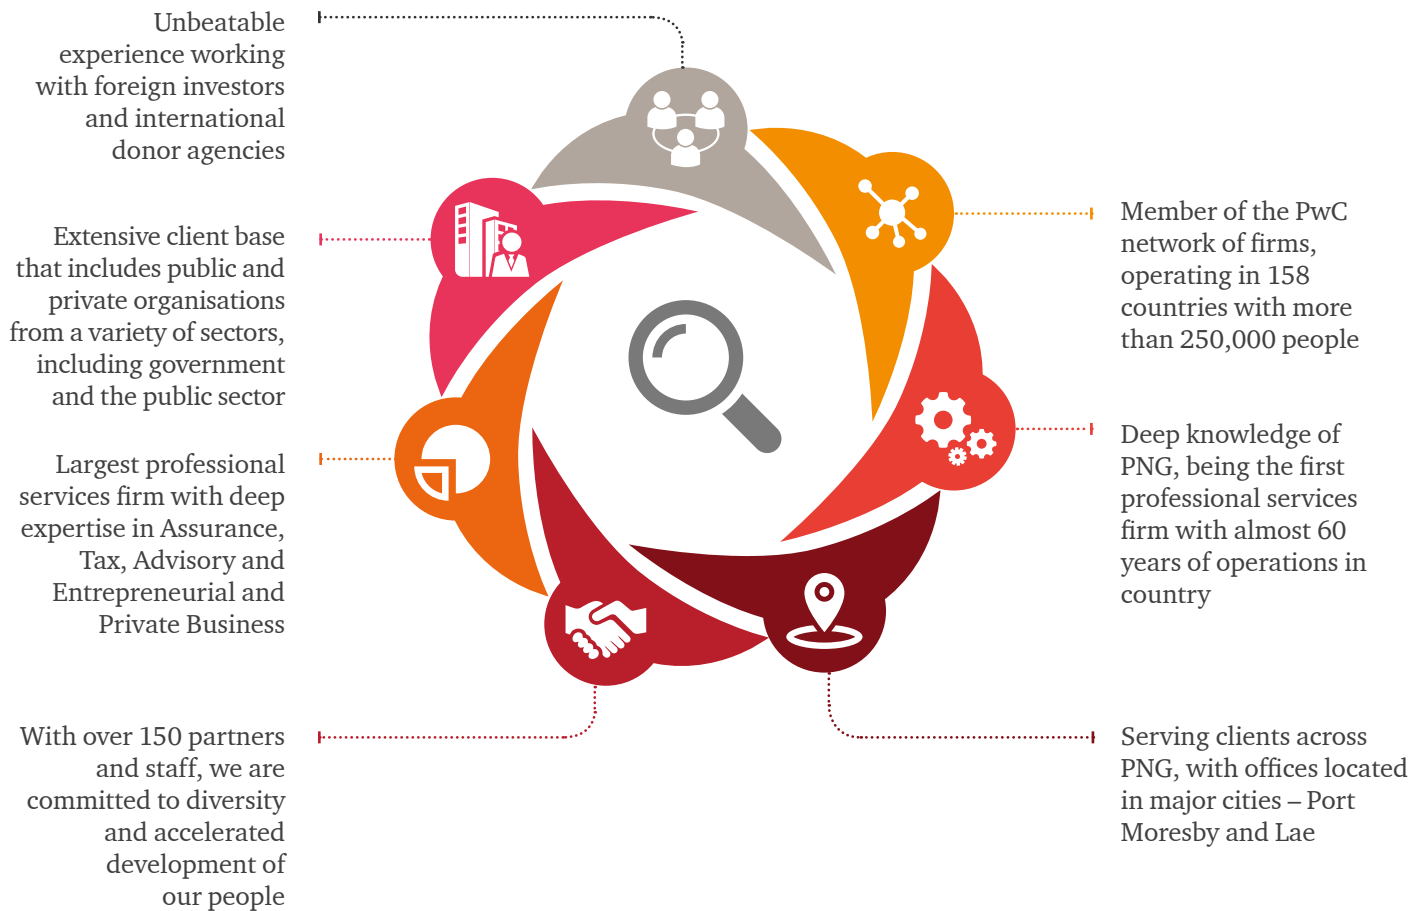 Unbeatable
experience working
with foreign investors
and international
donor agencies
Extensive client base
that includes public and
private organisations
from a variety of sectors,
including government
and the public sector
Largest professional
services firm with deep
expertise in Assurance,
Tax, Advisory and
Entrepreneurial and
Private Business
With over 150 partners
and staff, we are
committed to diversity
and accelerated
development of
our people
Member of the PwC
network of firms,
operating in 158
countries with more
than 250,000 people
Deep knowledge of
PNG, being the first
professional services
firm with almost 60
years of operations in
country
Serving clients across
PNG, with offices located
in major cities – Port
Moresby and Lae